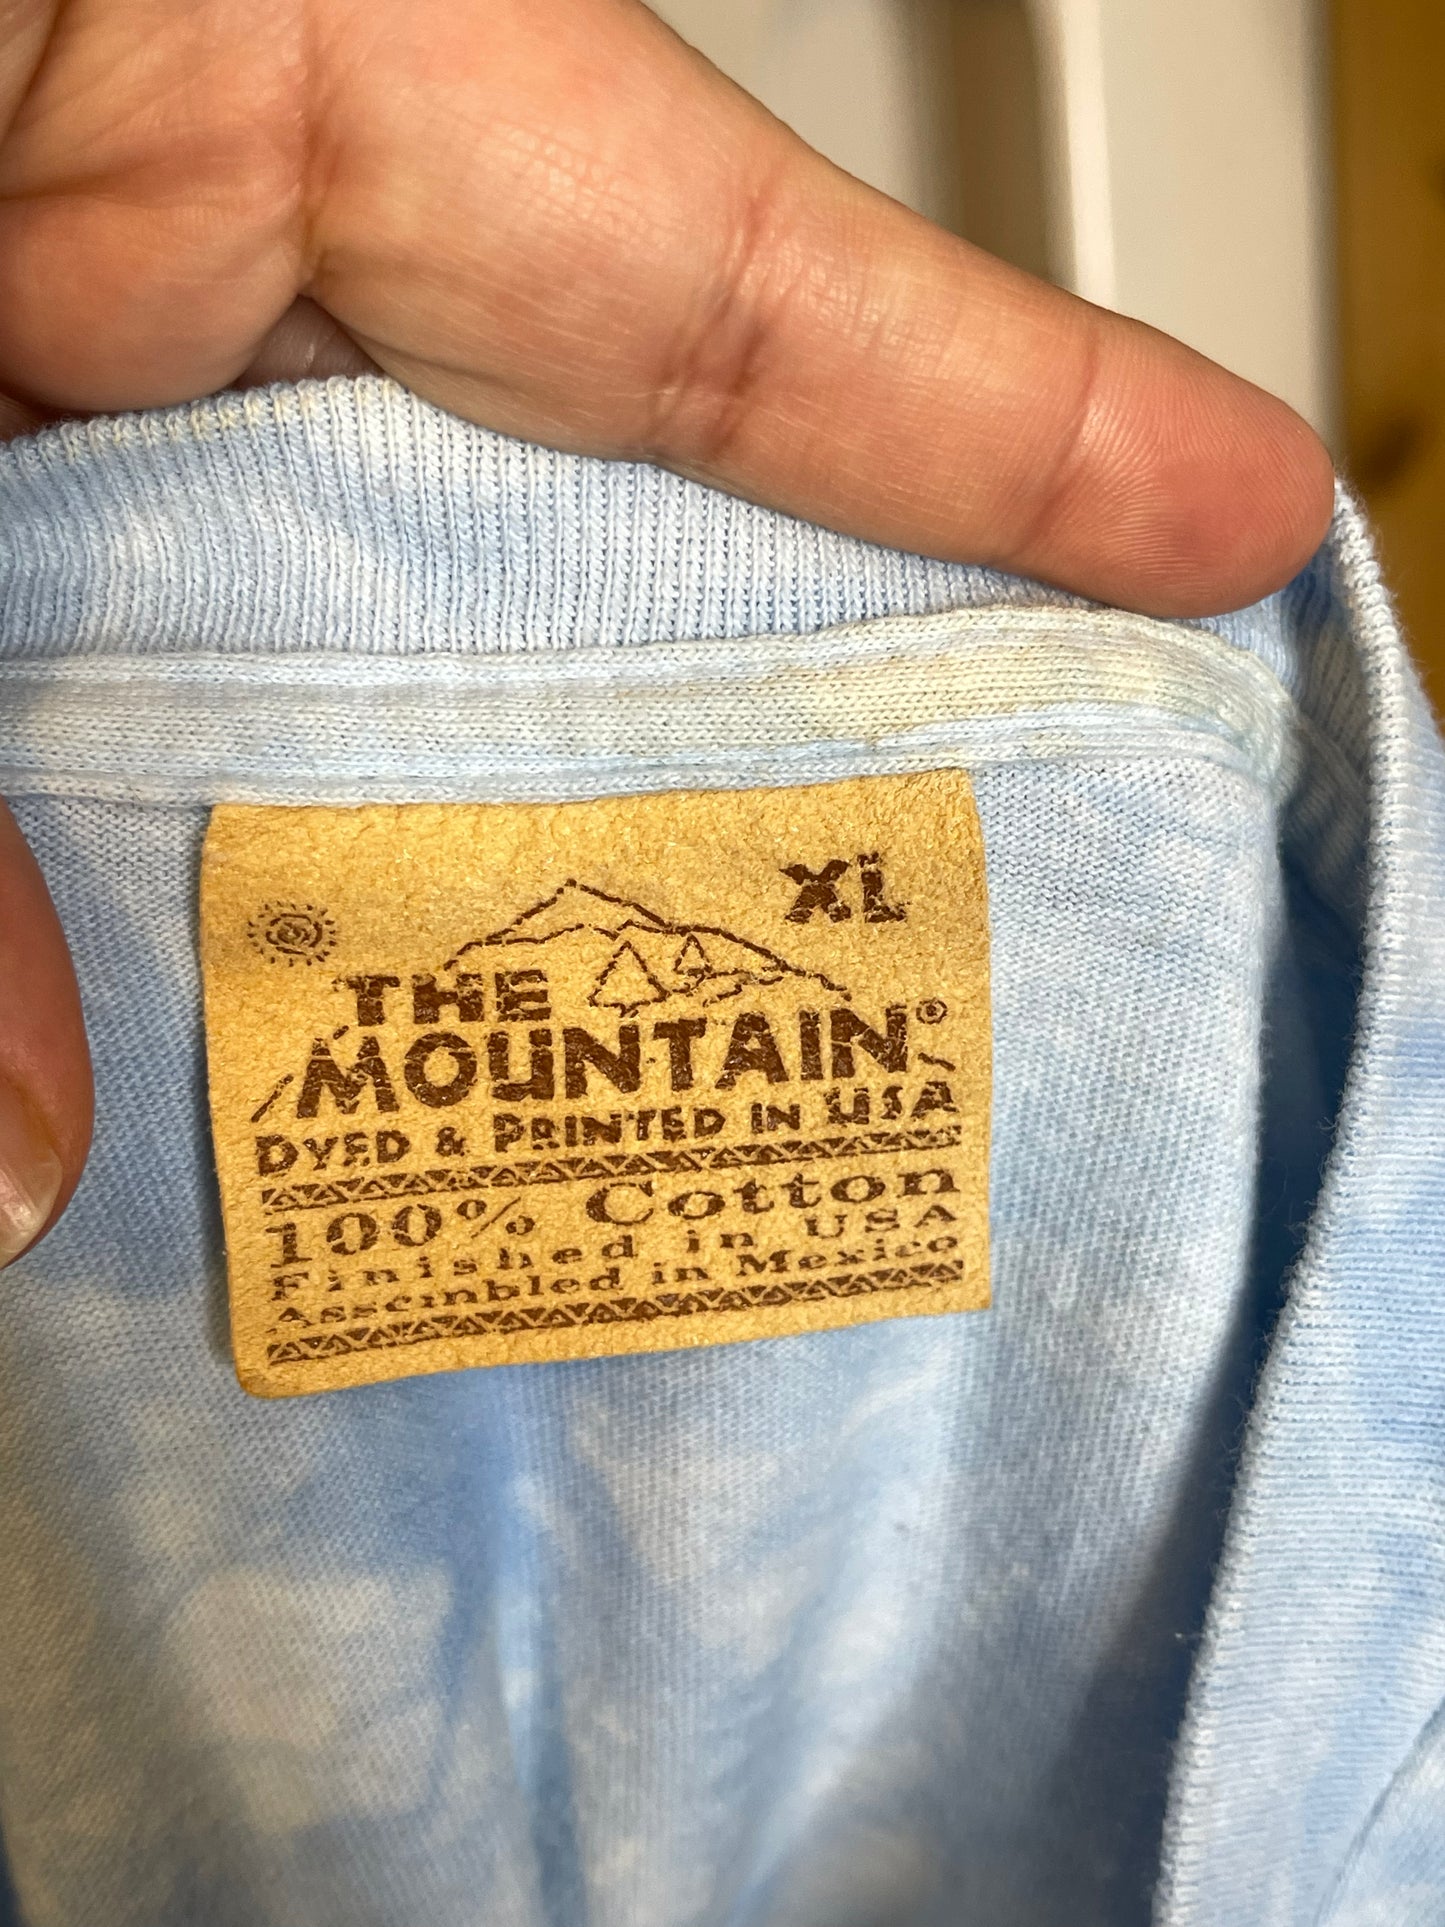 XL
THE
MOUNTAIN®
DYED & PRINTED IN USA
100% Cotton
Finished in USA
Assembled in Mexico